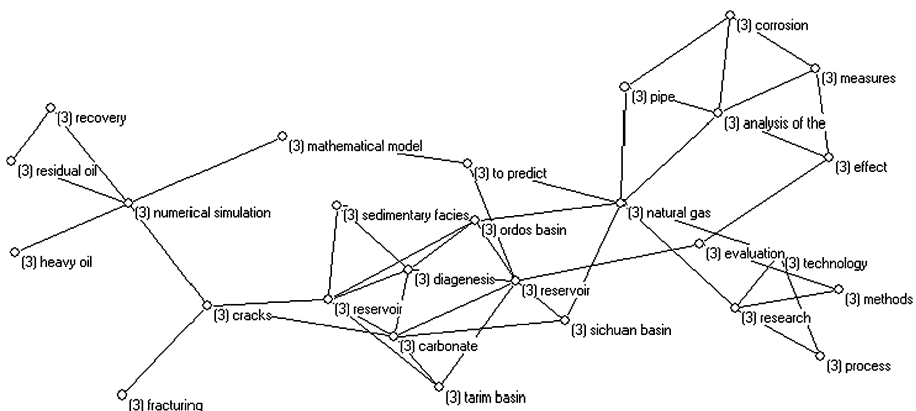 (3) corrosion
(3) measures
(3) pipe
(3) recovery
(3) analysis of the
(3) mathematical model
(3) residual oil
(3) to predict
(3) effect
(3) numerical simulation
(3) sedimentary facies
(3) natural gas
(3) ordos basin
(3) heavy oil
(3) evaluation
(3) technology
(3) diagenesis
(3) reservoir
(3) methods
(3) cracks
(3) reservoir
(3) research
(3) sichuan basin
(3) carbonate
(3) process
(3) tarim basin
(3) fracturing